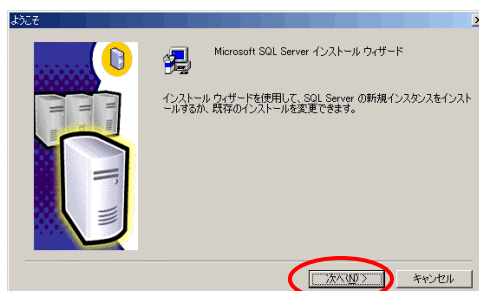 ようこそ
Microsoft SQL Server インストール ウィザード
インストール ウィザードを使用して、SQL Server の新規インスタンスをインスト
ールするか、既存のインストールを変更できます。
次へ(N) >
キャンセル